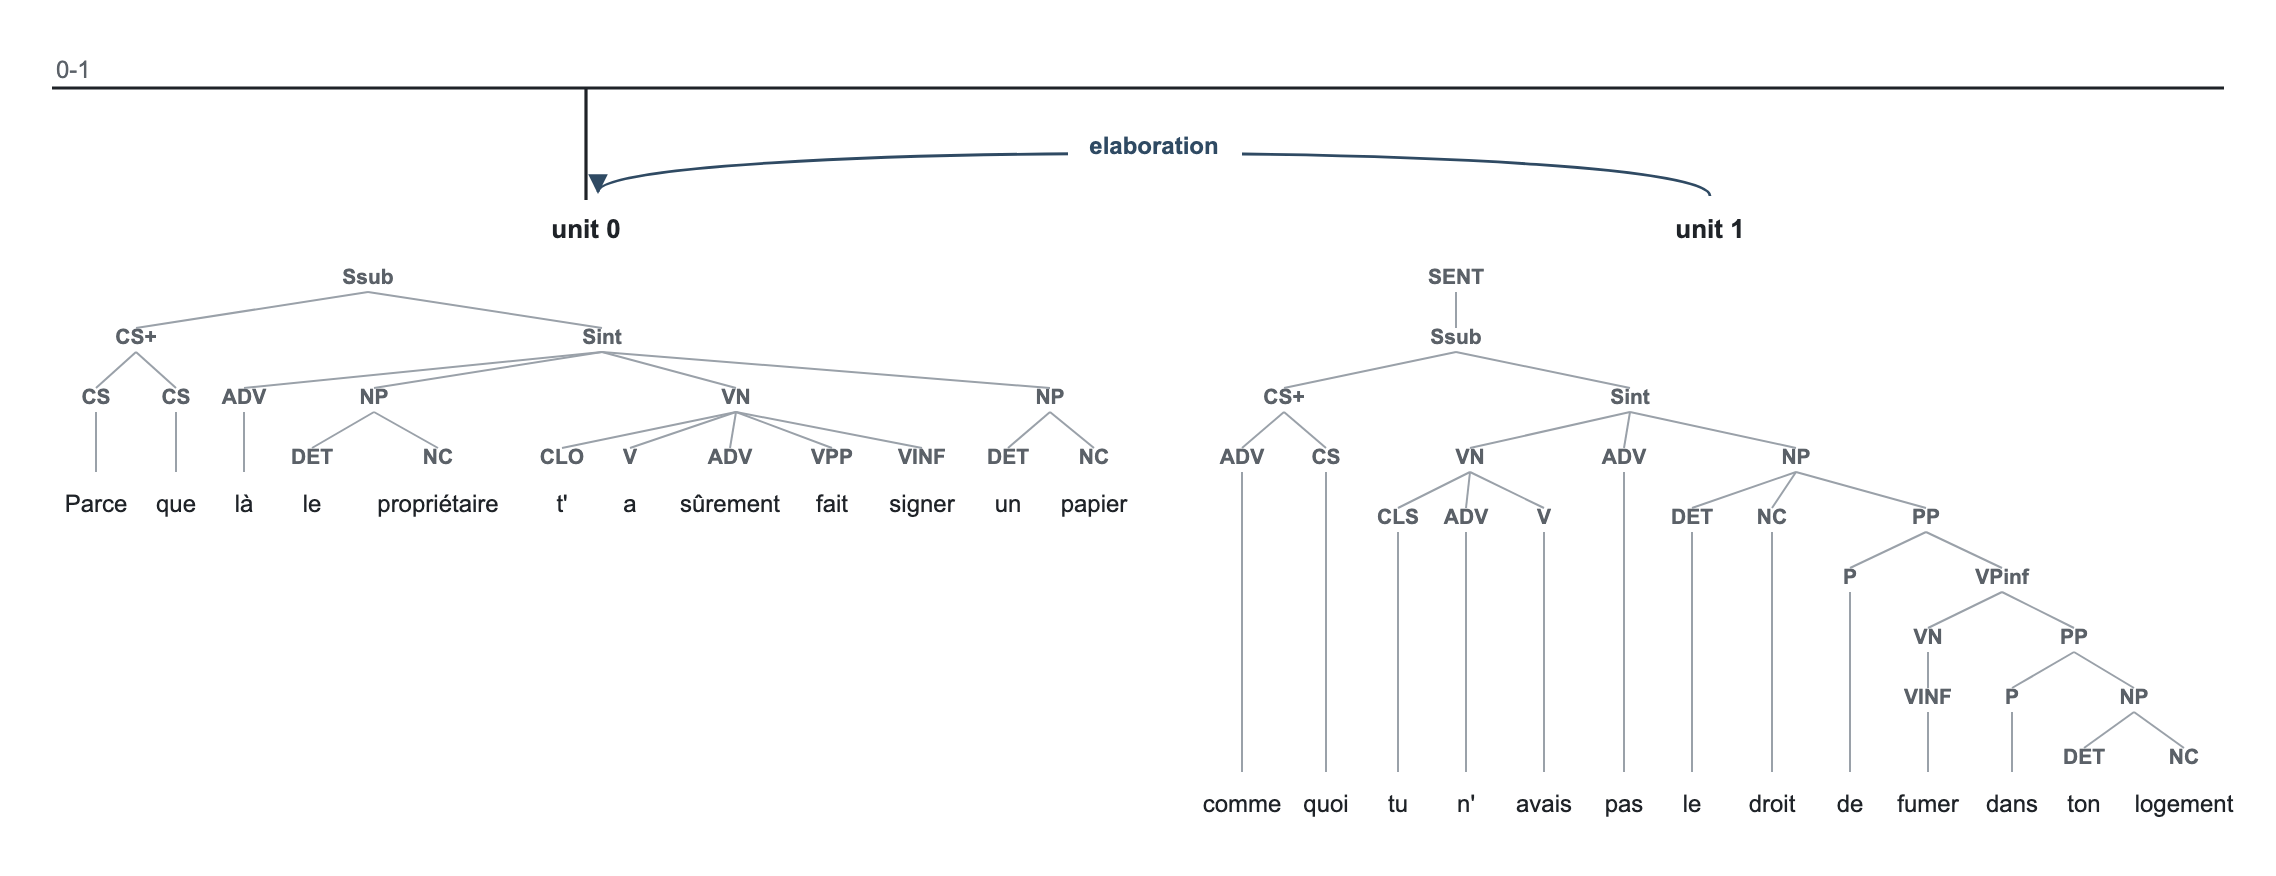 0-1
elaboration
unit 0 unit 1
Ssub SENT
CS+ Sint Ssub
CS CS ADV NP VN NP CS+ Sint
DET NC CLO V ADV VPP VINF DET NC ADV CS VN ADV NP
Parce que là le propriétaire t' a sûrement fait signer un papier
CLS ADV V DET NC PP
P VPinf
VN PP
VINF P NP
DET NC
comme quoi tu n' avais pas le droit de fumer dans ton logement